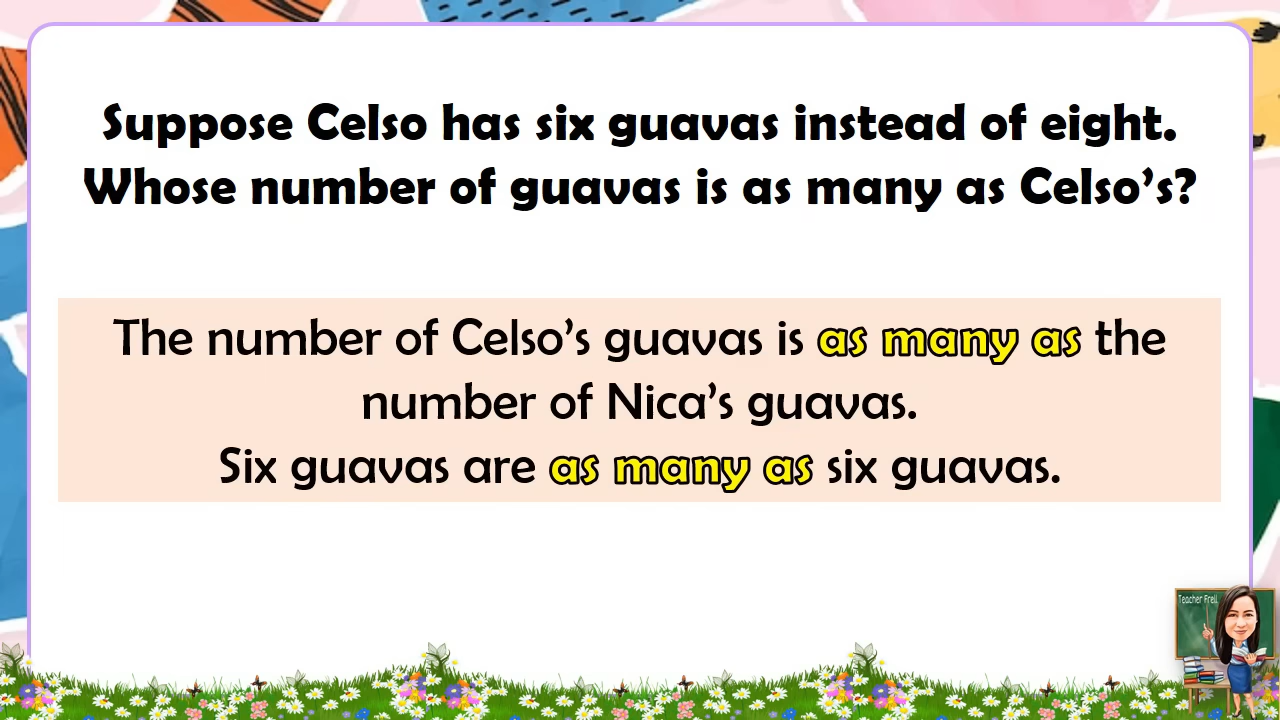 Suppose Celso has six guavas instead of eight.
Whose number of guavas is as many as Celso’s?
The number of Celso’s guavas is as many as the
number of Nica’s guavas.
Six guavas are as many as six guavas.
Teacher Frell